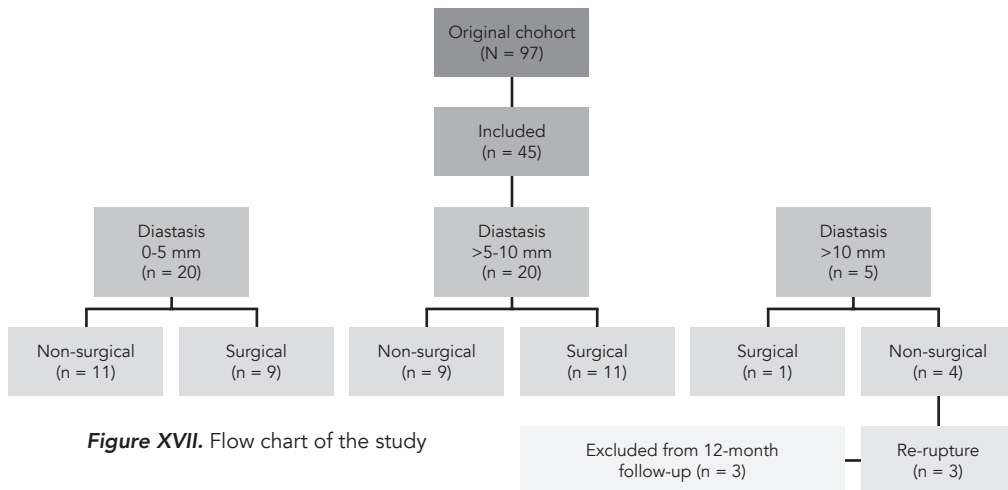 Original chohort
(N = 97)
Included
(n = 45)
Diastasis
0-5 mm
(n = 20)
Diastasis
>5-10 mm
(n = 20)
Diastasis
>10 mm
(n = 5)
Non-surgical
(n = 11)
Surgical
(n = 9)
Non-surgical
(n = 9)
Surgical
(n = 11)
Surgical
(n = 1)
Non-surgical
(n = 4)
Re-rupture
(n = 3)
Excluded from 12-month
follow-up (n = 3)
Figure XVII. Flow chart of the study